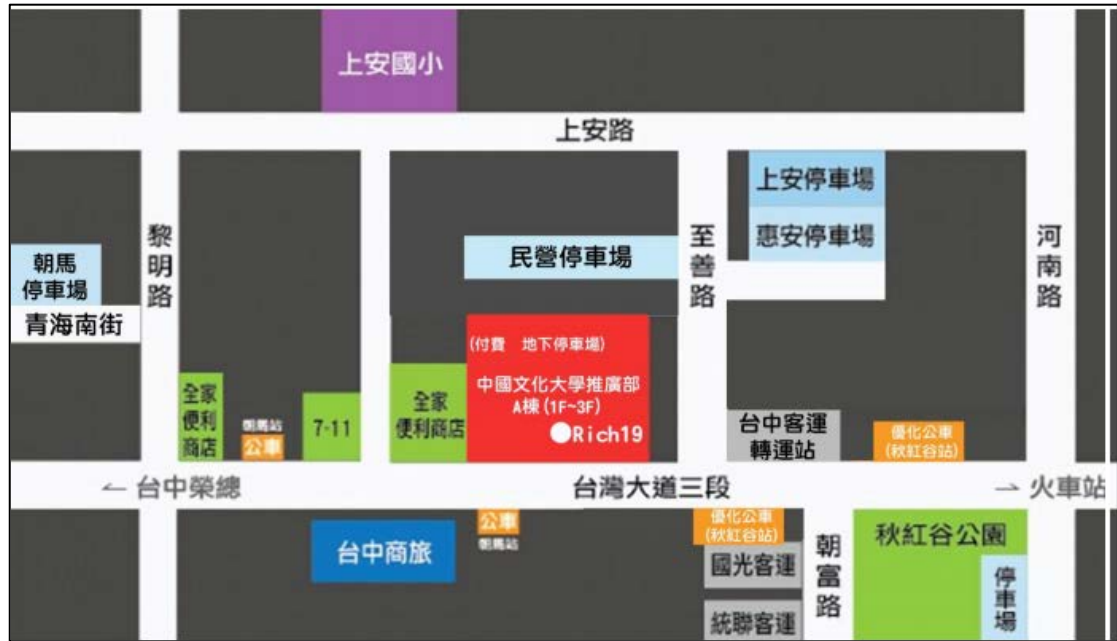 上安國小
上安路
上安停車場
惠安停車場
黎明路
至善路
河南路
朝馬
停車場
青海南街
民營停車場
(付費 地下停車場)
中國文化大學推廣部
A棟(1F~3F)
●Rich19
全家
便利
商店
朝馬站
公車
7-11
全家
便利商店
台中客運
轉運站
優化公車
(秋紅谷站)
← 台中榮總
台灣大道三段
→ 火車站
台中商旅
公車
朝馬站
優化公車
(秋紅谷站)
國光客運
統聯客運
朝富路
秋紅谷公園
停車場